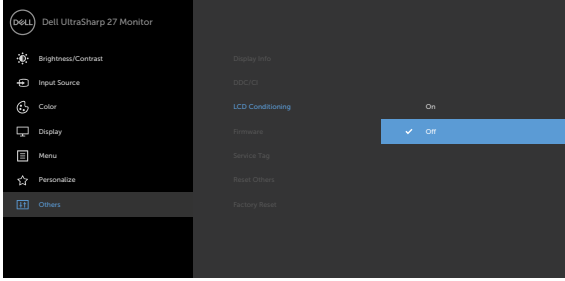 DELL Dell UltraSharp 27 Monitor
Brightness/Contrast
Input Source
Color
Display
Menu
Personalize
Others
Display Info
DDC/CI
LCD Conditioning
Firmware
Service Tag
Reset Others
Factory Reset
On
Off